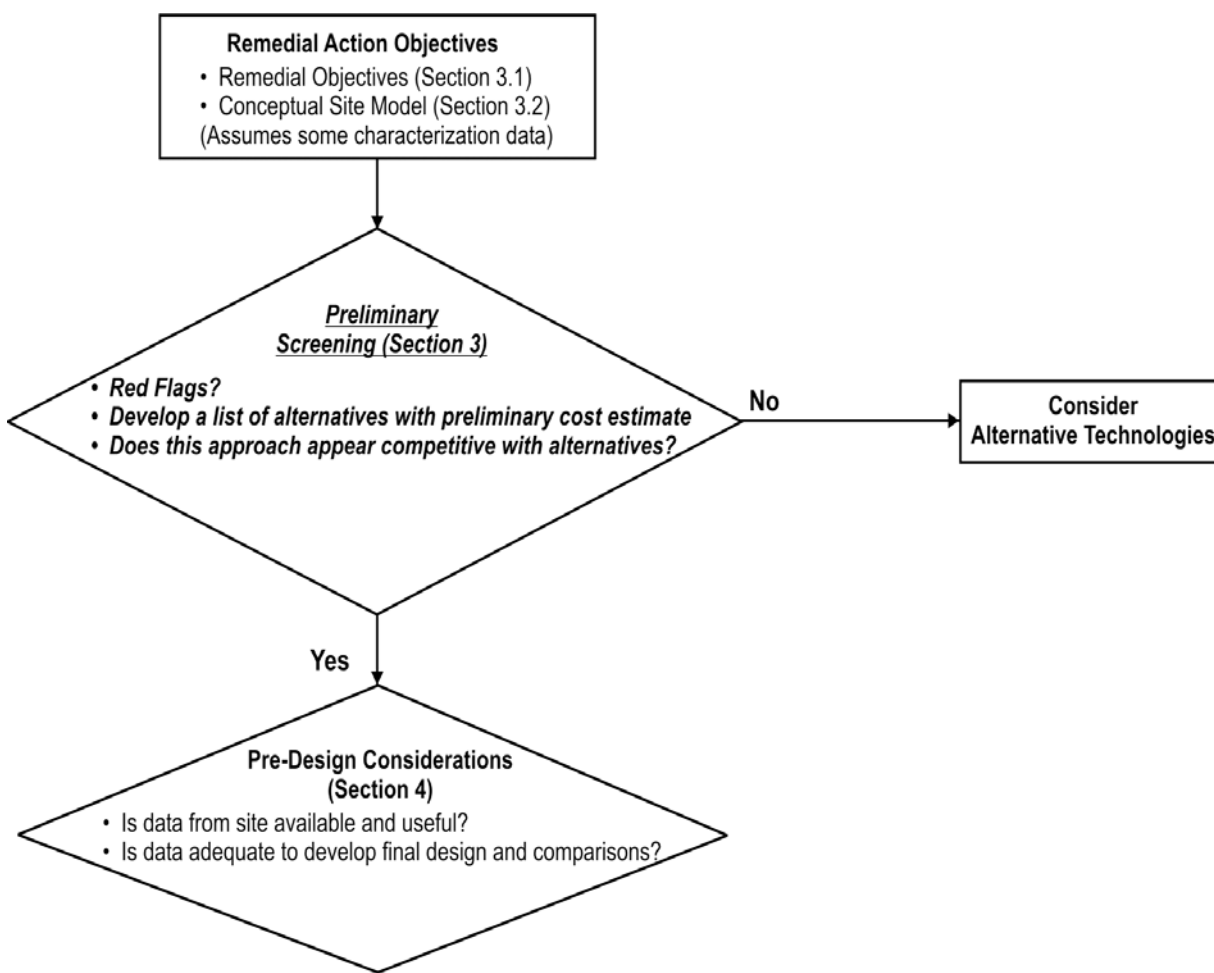 Remedial Action Objectives
• Remedial Objectives (Section 3.1)
• Conceptual Site Model (Section 3.2)
(Assumes some characterization data)
Preliminary
Screening (Section 3)
• Red Flags?
• Develop a list of alternatives with preliminary cost estimate
• Does this approach appear competitive with alternatives?
No
Consider
Alternative Technologies
Yes
Pre-Design Considerations
(Section 4)
• Is data from site available and useful?
• Is data adequate to develop final design and comparisons?